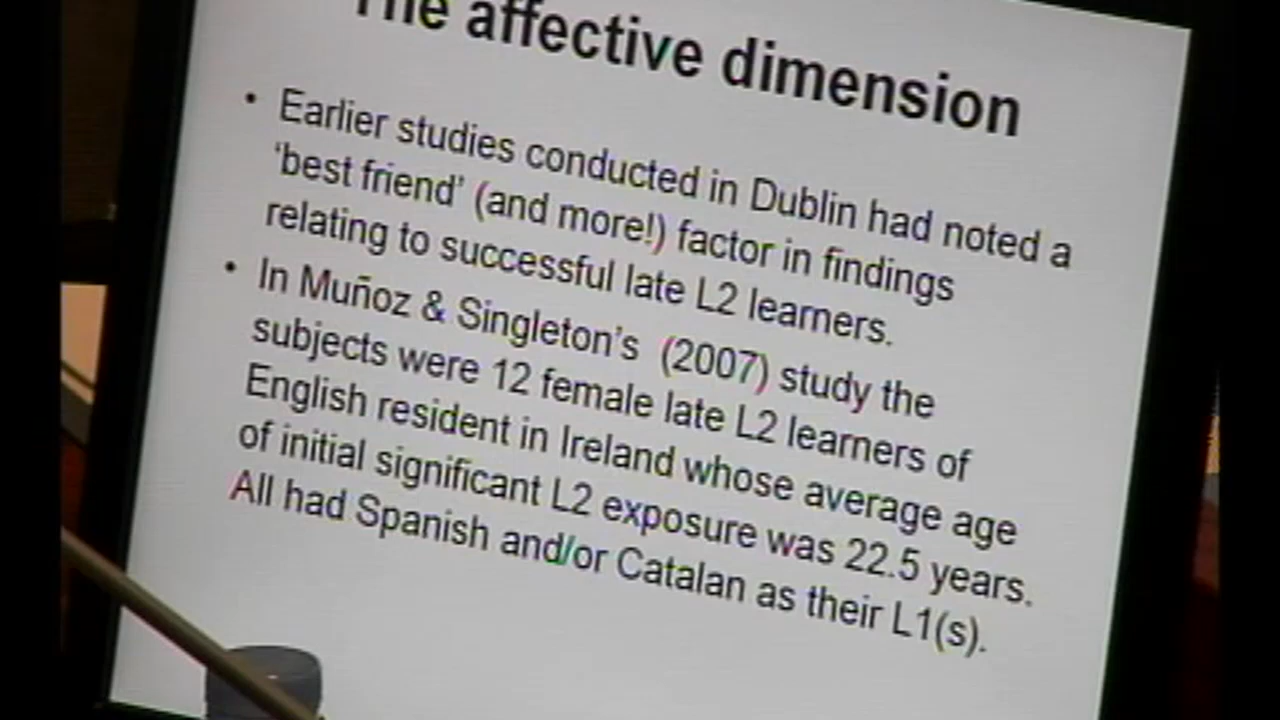 The affective dimension
• Earlier studies conducted in Dublin had noted a
‘best friend’ (and more!) factor in findings
relating to successful late L2 learners.
• In Muñoz & Singleton’s (2007) study the
subjects were 12 female late L2 learners of
English resident in Ireland whose average age
of initial significant L2 exposure was 22.5 years.
All had Spanish and/or Catalan as their L1(s).